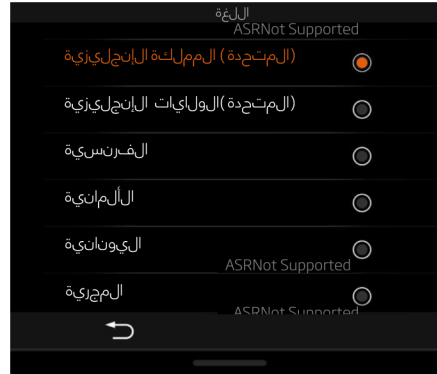 اللغة
ASRNot Supported
(المتحدة) المملكة الإنجليزية
(المتحدة)الولايات الإنجليزية
الفرنسية
الألمانية
اليونانية
ASRNot Supported
المجرية
ASRNot Supported